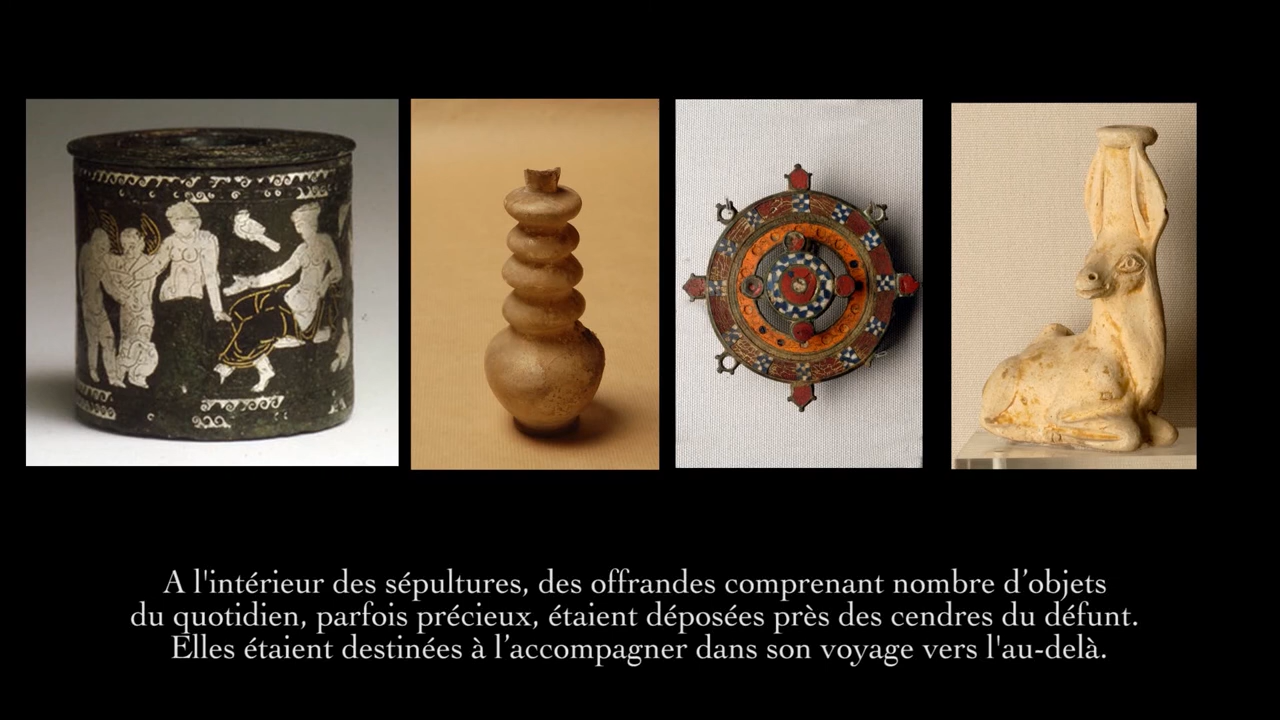 A l'intérieur des sépultures, des offrandes comprenant nombre d’objets
du quotidien, parfois précieux, étaient déposées près des cendres du défunt.
Elles étaient destinées à l’accompagner dans son voyage vers l'au-delà.